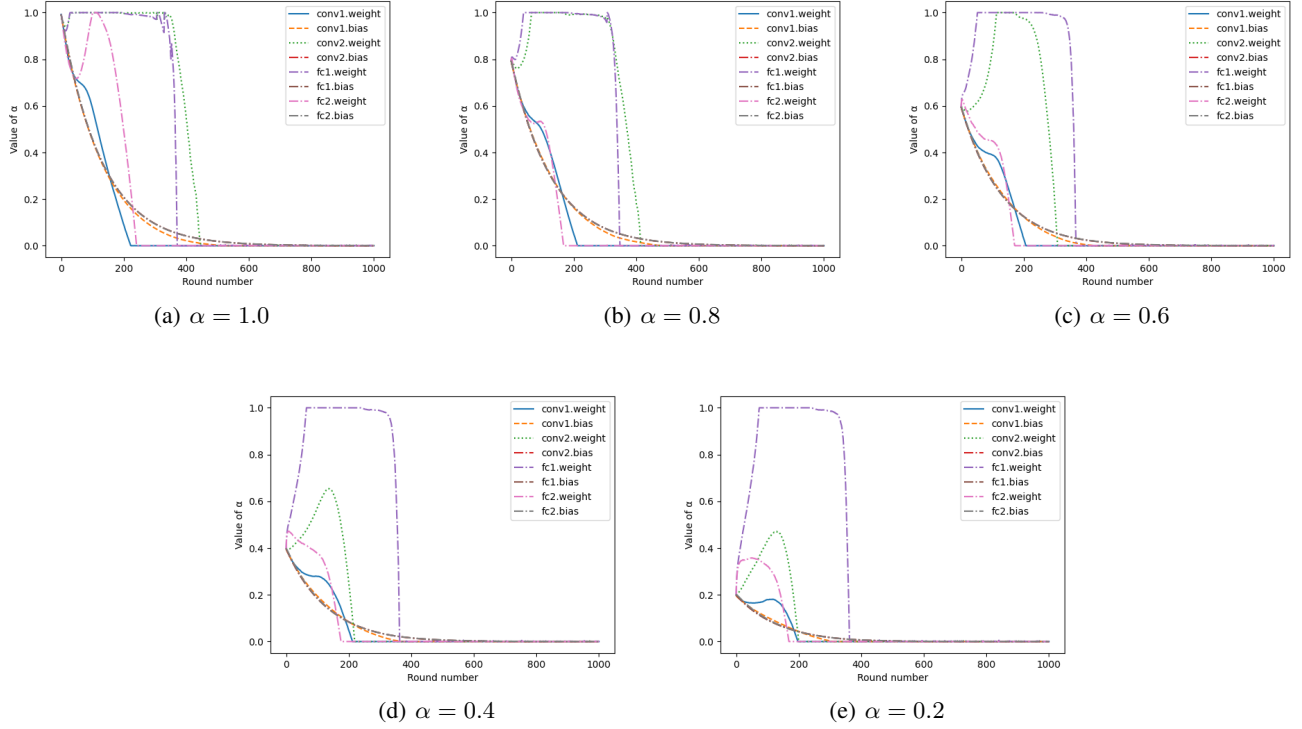 1.0
0.8
0.6
0.4
0.2
0.0
Value of α
0 200 400 600 800 1000
Round number
conv1.weight
conv1.bias
conv2.weight
conv2.bias
fc1.weight
fc1.bias
fc2.weight
fc2.bias
(a) α = 1.0
1.0
0.8
0.6
0.4
0.2
0.0
Value of α
0 200 400 600 800 1000
Round number
conv1.weight
conv1.bias
conv2.weight
conv2.bias
fc1.weight
fc1.bias
fc2.weight
fc2.bias
(b) α = 0.8
1.0
0.8
0.6
0.4
0.2
0.0
Value of α
0 200 400 600 800 1000
Round number
conv1.weight
conv1.bias
conv2.weight
conv2.bias
fc1.weight
fc1.bias
fc2.weight
fc2.bias
(c) α = 0.6
1.0
0.8
0.6
0.4
0.2
0.0
Value of α
0 200 400 600 800 1000
Round number
conv1.weight
conv1.bias
conv2.weight
conv2.bias
fc1.weight
fc1.bias
fc2.weight
fc2.bias
(d) α = 0.4
1.0
0.8
0.6
0.4
0.2
0.0
Value of α
0 200 400 600 800 1000
Round number
conv1.weight
conv1.bias
conv2.weight
conv2.bias
fc1.weight
fc1.bias
fc2.weight
fc2.bias
(e) α = 0.2